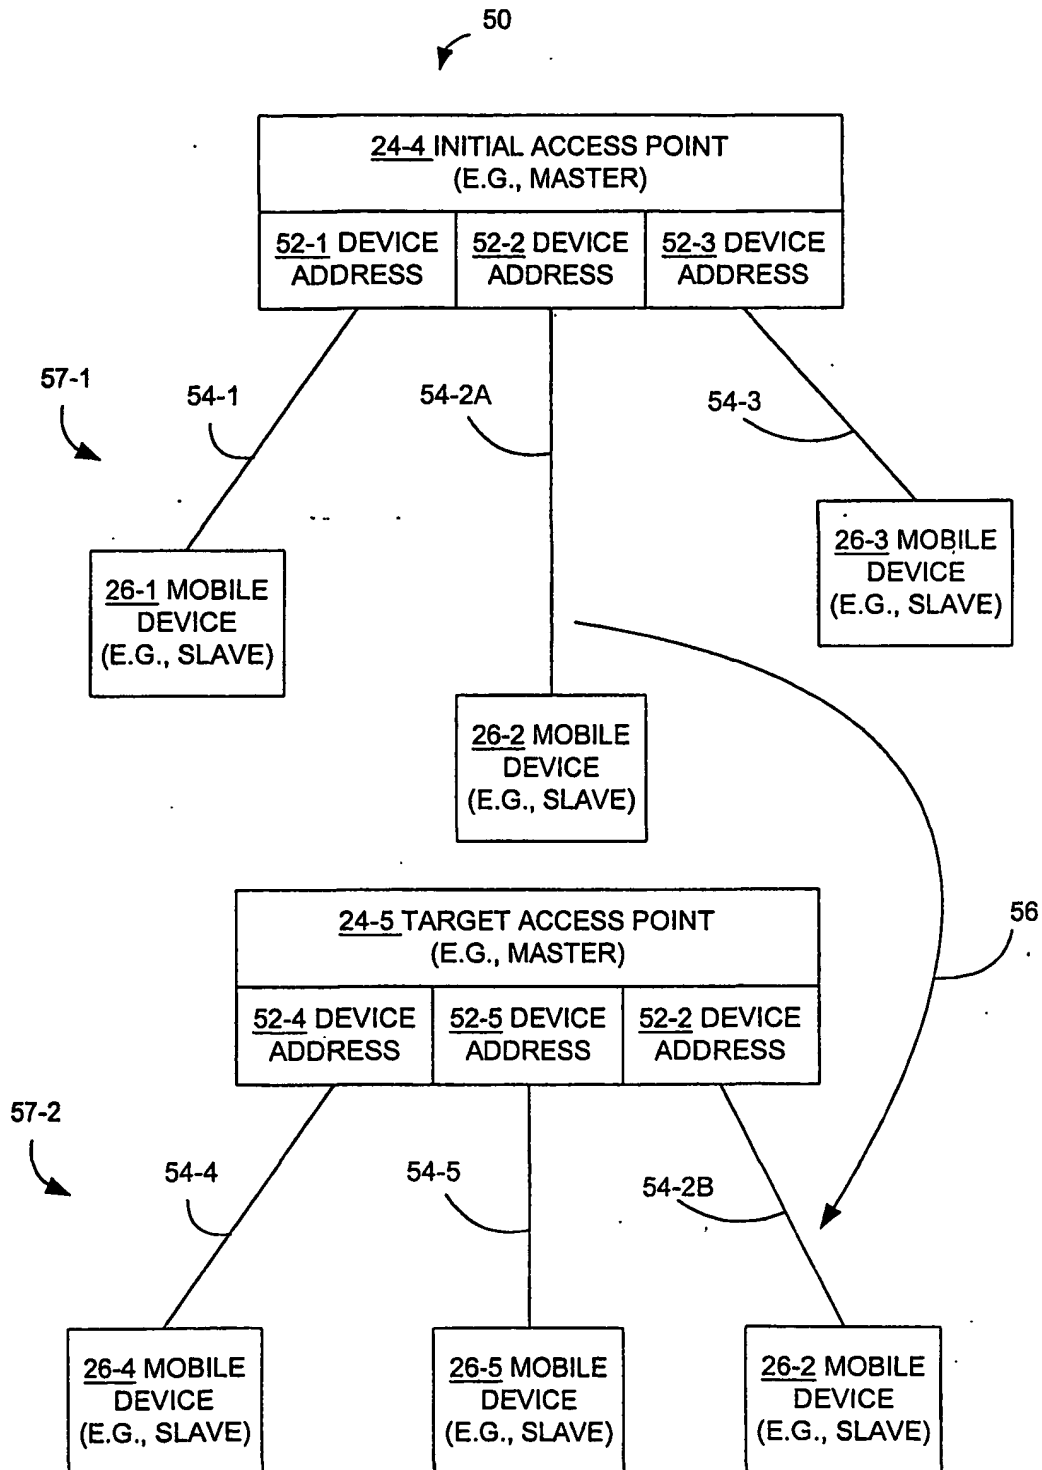 50
24-4 INITIAL ACCESS POINT
(E.G., MASTER)
52-1 DEVICE
ADDRESS
52-2 DEVICE
ADDRESS
52-3 DEVICE
ADDRESS
57-1
54-1
54-2A
54-3
26-1 MOBILE
DEVICE
(E.G., SLAVE)
26-3 MOBILE
DEVICE
(E.G., SLAVE)
26-2 MOBILE
DEVICE
(E.G., SLAVE)
56
24-5 TARGET ACCESS POINT
(E.G., MASTER)
52-4 DEVICE
ADDRESS
52-5 DEVICE
ADDRESS
52-2 DEVICE
ADDRESS
57-2
54-4
54-5
54-2B
26-4 MOBILE
DEVICE
(E.G., SLAVE)
26-5 MOBILE
DEVICE
(E.G., SLAVE)
26-2 MOBILE
DEVICE
(E.G., SLAVE)